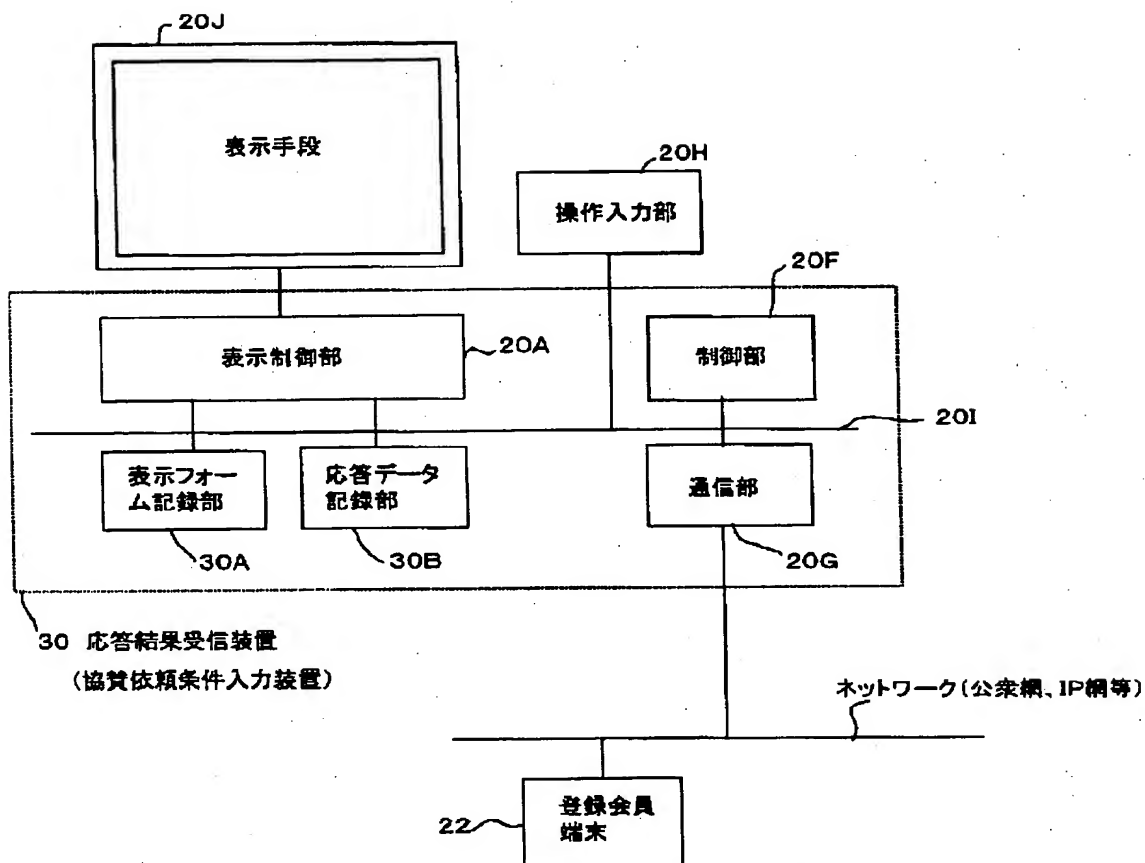 20J
表示手段
20H
操作入力部
20F
表示制御部
20A
制御部
20I
表示フォー
ム記録部
応答データ
記録部
通信部
30A
30B
20G
30 応答結果受信装置
(協賛依頼条件入力装置)
ネットワーク(公衆網、IP網等)
登録会員
端末
22